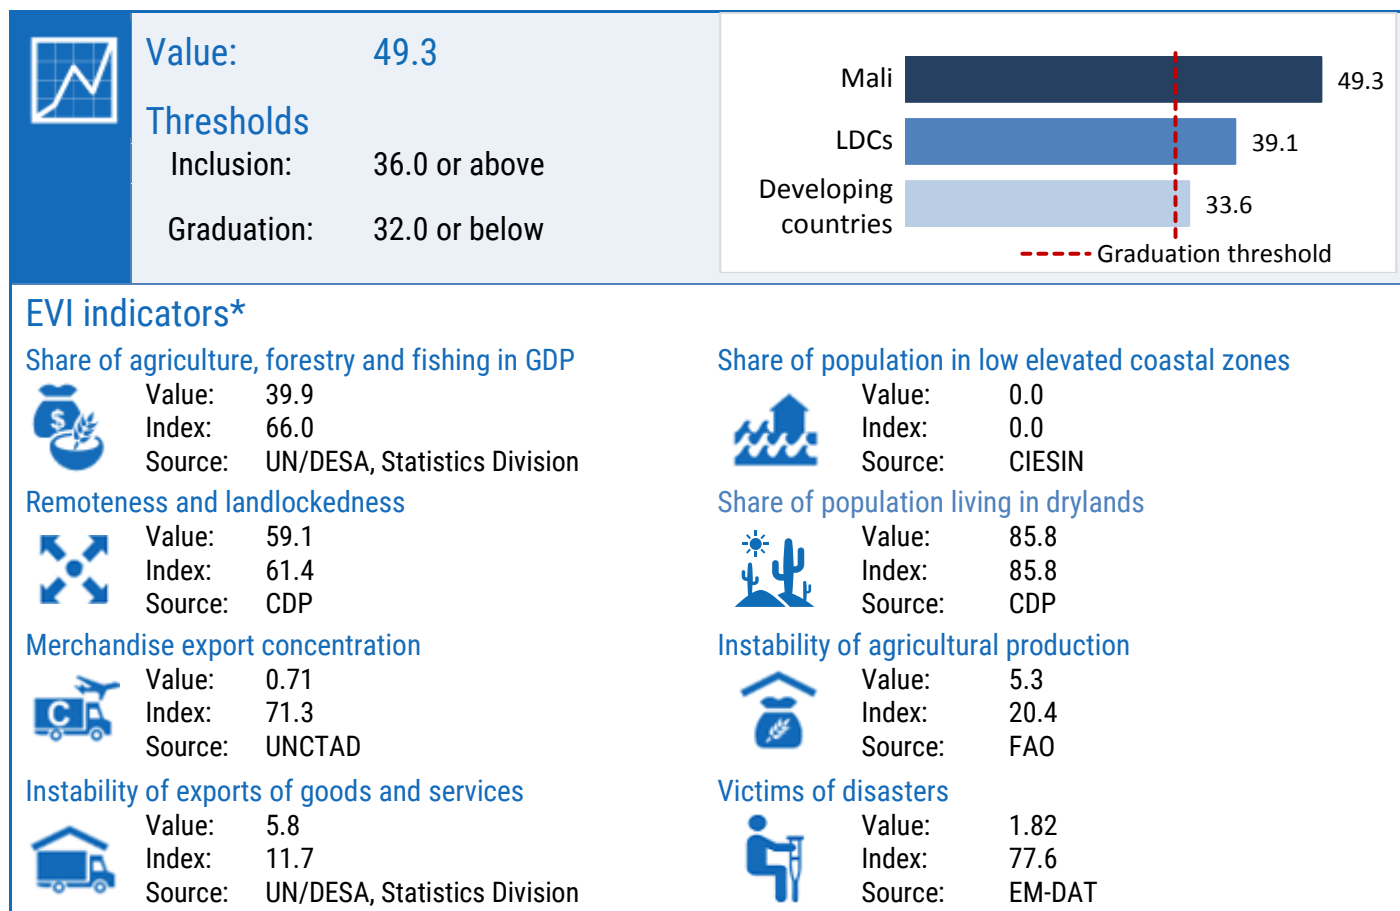 Value: 49.3
Thresholds
Inclusion: 36.0 or above
Graduation: 32.0 or below
Mali 49.3
LDCs 39.1
Developing
countries 33.6
Graduation threshold
EVI indicators*
Share of agriculture, forestry and fishing in GDP
$
Value: 39.9
Index: 66.0
Source: UN/DESA, Statistics Division
Share of population in low elevated coastal zones
Value: 0.0
Index: 0.0
Source: CIESIN
Remoteness and landlockedness
Value: 59.1
Index: 61.4
Source: CDP
Share of population living in drylands
Value: 85.8
Index: 85.8
Source: CDP
Merchandise export concentration
C
Value: 0.71
Index: 71.3
Source: UNCTAD
Instability of agricultural production
Value: 5.3
Index: 20.4
Source: FAO
Instability of exports of goods and services
Value: 5.8
Index: 11.7
Source: UN/DESA, Statistics Division
Victims of disasters
Value: 1.82
Index: 77.6
Source: EM-DAT